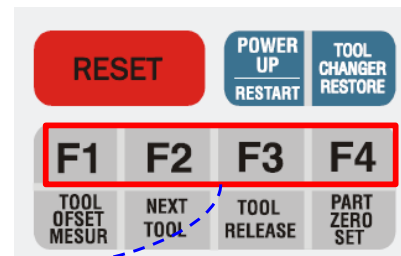 RESET
POWER
UP
RESTART
TOOL
CHANGER
RESTORE
F1 F2 F3 F4
TOOL
OFSET
MESUR
NEXT
TOOL
TOOL
RELEASE
PART
ZERO
SET